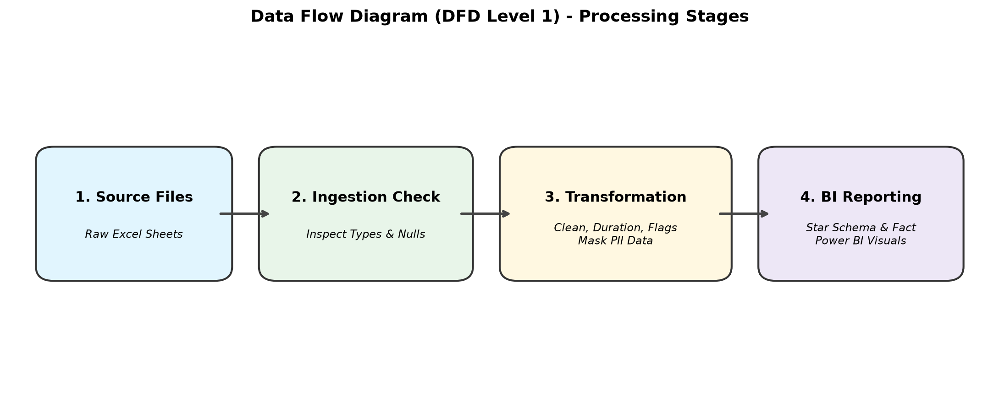 Data Flow Diagram (DFD Level 1) - Processing Stages
1. Source Files
Raw Excel Sheets
2. Ingestion Check
Inspect Types & Nulls
3. Transformation
Clean, Duration, Flags
Mask PII Data
4. BI Reporting
Star Schema & Fact
Power BI Visuals